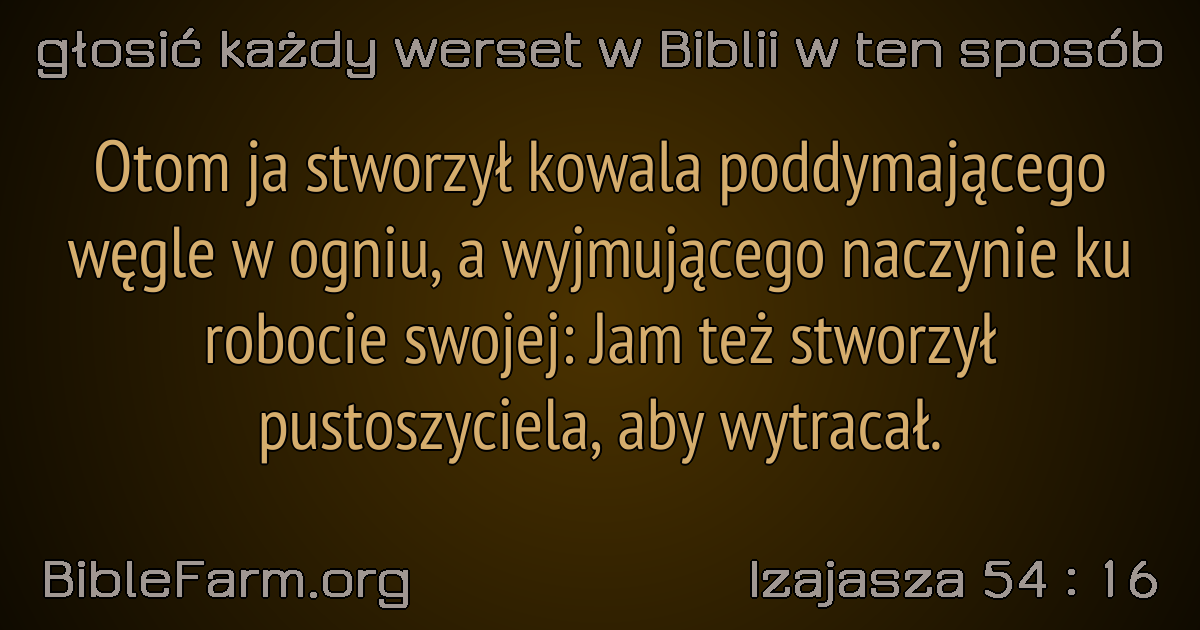 głosić każdy werset w Biblii w ten sposób
Otom ja stworzył kowala poddymającego
węgle w ogniu, a wyjmującego naczynie ku
robocie swojej: Jam też stworzył
pustoszyciela, aby wytracał.
BibleFarm.org
Izajasza 54 : 16